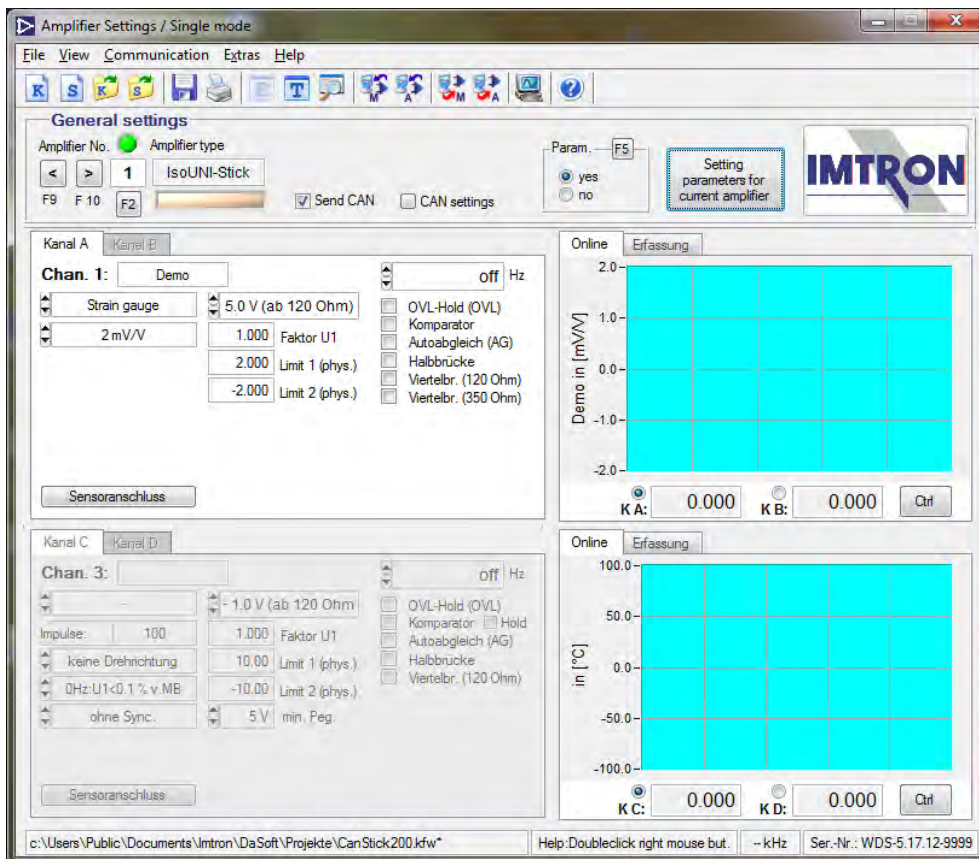 Amplifier Settings / Single mode
File View Communication Extras Help
K S K S E T M A M A ?
General settings
Amplifier No. Amplifier type
< > 1 IsoUNI-Stick
F9 F 10 F2
Send CAN CAN settings
Param. F5
yes
no
Setting
parameters for
current amplifier
IMTRON
Kanal A Kanal B
Chan. 1: Demo off Hz
Strain gauge 5.0 V (ab 120 Ohm) OVL-Hold (OVL)
Komparator
2 mV/V 1.000 Faktor U1 Autoabgleich (AG)
2.000 Limit 1 (phys.) Halbbrücke
Viertelbr. (120 Ohm)
-2.000 Limit 2 (phys.) Viertelbr. (350 Ohm)
Sensoranschluss
Online Erfassung
Demo in [mV/V]
2.0
1.0
0.0
-1.0
-2.0
K A: 0.000 K B: 0.000 Ctrl
Kanal C Kanal D
Chan. 3: off Hz
- - 1.0 V (ab 120 Ohm OVL-Hold (OVL)
Komparator Hold
Impulse: 100 1.000 Faktor U1 Autoabgleich (AG)
keine Drehrichtung 10.00 Limit 1 (phys.) Halbbrücke
Viertelbr. (120 Ohm)
0Hz:U1<0.1 % v.MB -10.00 Limit 2 (phys.)
ohne Sync. 5 V min. Peg.
Sensoranschluss
Online Erfassung
in [°C]
100.0
50.0
0.0
-50.0
-100.0
K C: 0.000 K D: 0.000 Ctrl
c:\Users\Public\Documents\Imtron\DaSoft\Projekte\CanStick200.kfw* Help:Doubleclick right mouse but. -- kHz Ser.-Nr.: WDS-5.17.12-9999